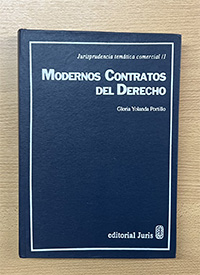 Jurisprudencia temática comercial /1
MODERNOS CONTRATOS
DEL DERECHO
Gloria Yolanda Portillo
editorial Juris